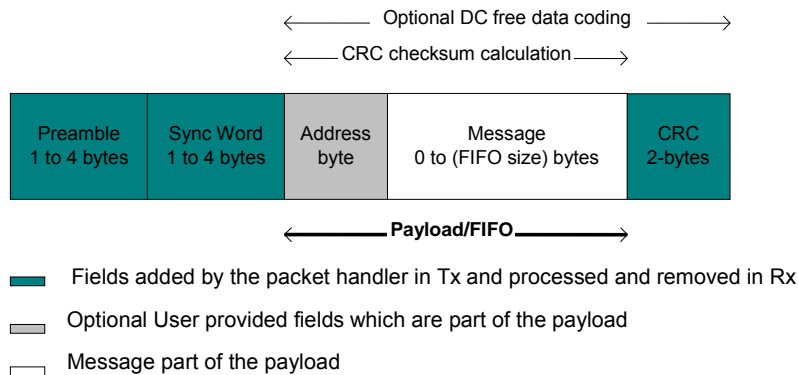 Optional DC free data coding
CRC checksum calculation
Preamble
1 to 4 bytes
Sync Word
1 to 4 bytes
Address
byte
Message
0 to (FIFO size) bytes
CRC
2-bytes
Payload/FIFO
Fields added by the packet handler in Tx and processed and removed in Rx
Optional User provided fields which are part of the payload
Message part of the payload